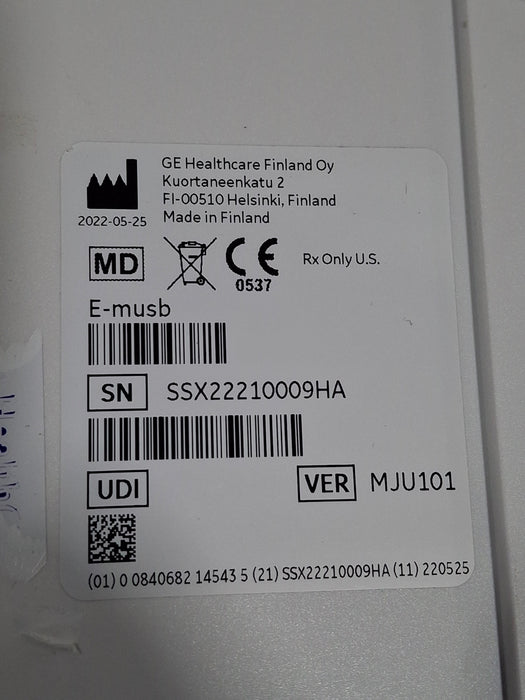 GE Healthcare Finland Oy
Kuortaneenkatu 2
FI-00510 Helsinki, Finland
2022-05-25 Made in Finland
MD CE Rx Only U.S.
0537
E-musb
SN SSX22210009HA
UDI VER MJU101
(01) 0 0840682 14543 5 (21) SSX22210009HA (11) 220525